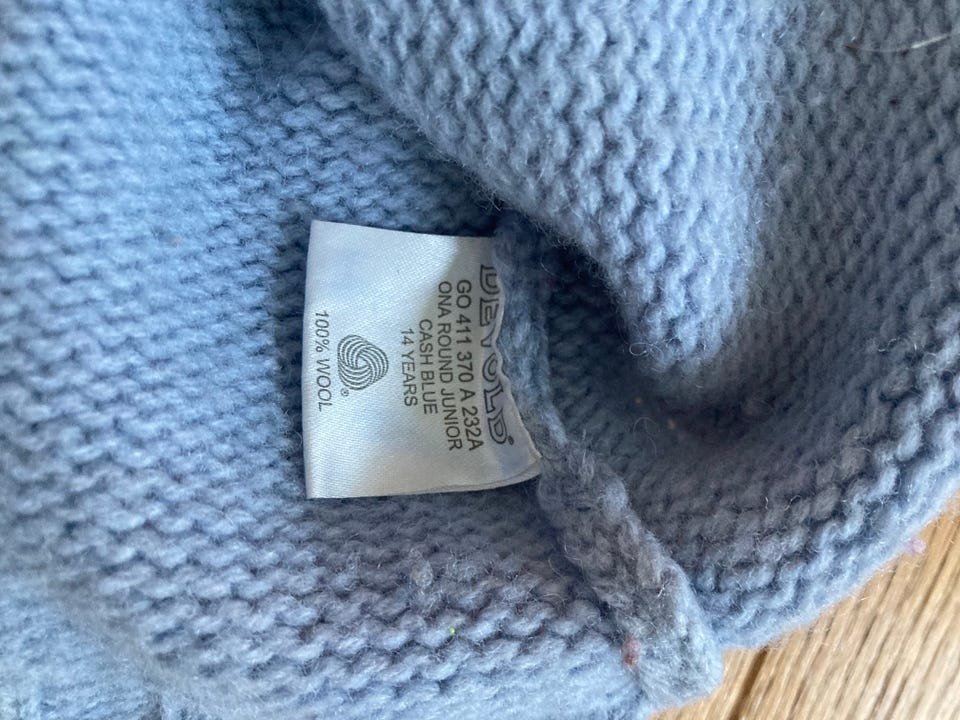 DEVOLD®
GO 411 370 A 232A
ONA ROUND JUNIOR
CASH BLUE
14 YEARS
®
100% WOOL